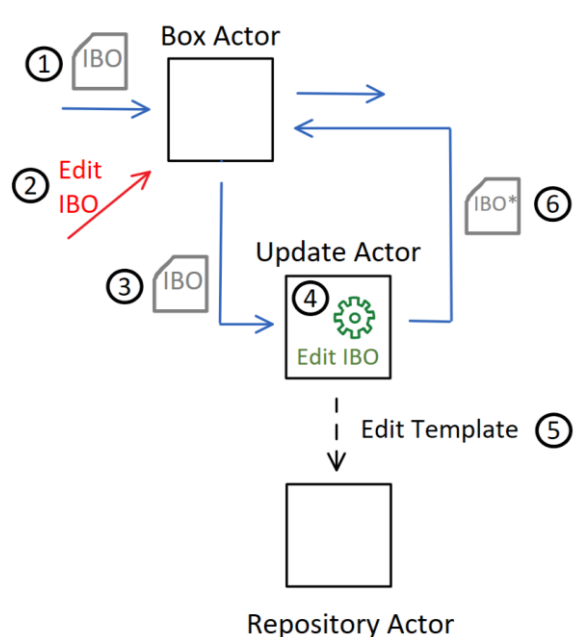 Box Actor
1
IBO
2
Edit
IBO
IBO*
6
Update Actor
3
IBO
4
Edit IBO
Edit Template
5
Repository Actor